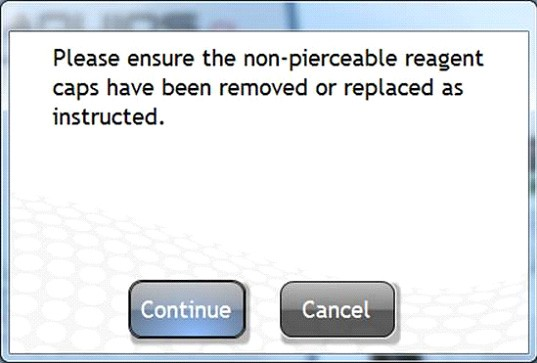 Please ensure the non-pierceable reagent
caps have been removed or replaced as
instructed.
Continue
Cancel